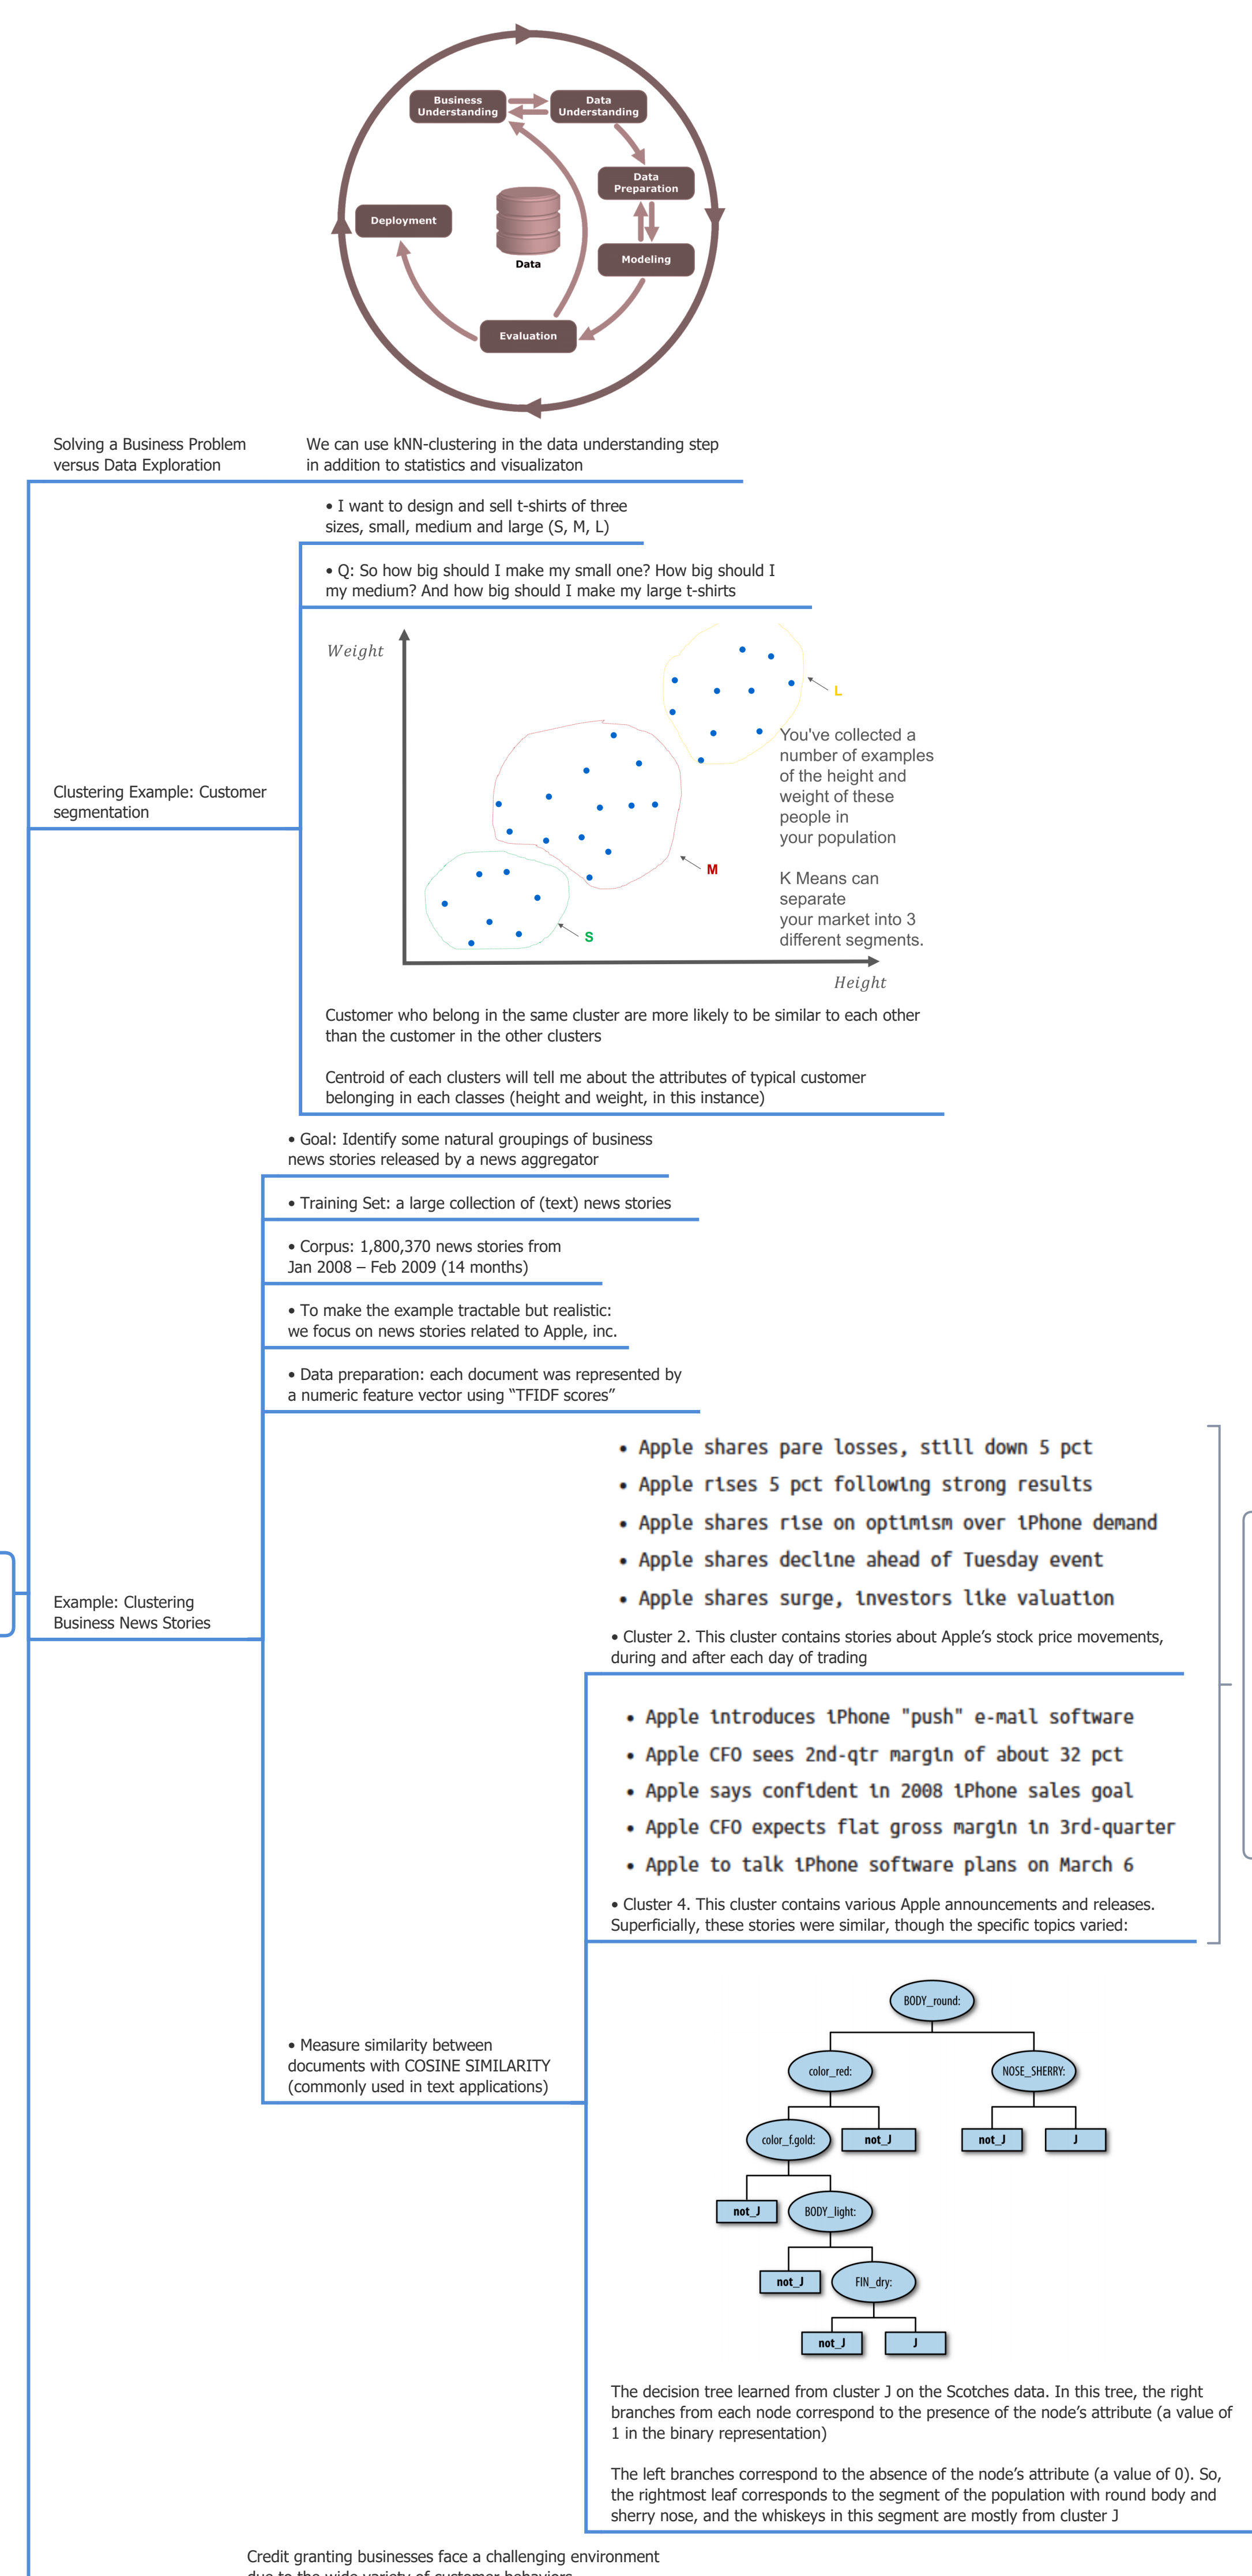 Business
Understanding
Data
Understanding
Data
Preparation
Deployment
Data
Modeling
Evaluation
Solving a Business Problem
versus Data Exploration
We can use kNN-clustering in the data understanding step
in addition to statistics and visualizaton
• I want to design and sell t-shirts of three
sizes, small, medium and large (S, M, L)
• Q: So how big should I make my small one? How big should I
my medium? And how big should I make my large t-shirts
Clustering Example: Customer
segmentation
Weight
L
M
S
You've collected a
number of examples
of the height and
weight of these
people in
your population
K Means can
separate
your market into 3
different segments.
Height
Customer who belong in the same cluster are more likely to be similar to each other
than the customer in the other clusters
Centroid of each clusters will tell me about the attributes of typical customer
belonging in each classes (height and weight, in this instance)
Example: Clustering
Business News Stories
• Goal: Identify some natural groupings of business
news stories released by a news aggregator
• Training Set: a large collection of (text) news stories
• Corpus: 1,800,370 news stories from
Jan 2008 – Feb 2009 (14 months)
• To make the example tractable but realistic:
we focus on news stories related to Apple, inc.
• Data preparation: each document was represented by
a numeric feature vector using “TFIDF scores”
• Measure similarity between
documents with COSINE SIMILARITY
(commonly used in text applications)
• Apple shares pare losses, still down 5 pct
• Apple rises 5 pct following strong results
• Apple shares rise on optimism over iPhone demand
• Apple shares decline ahead of Tuesday event
• Apple shares surge, investors like valuation
• Cluster 2. This cluster contains stories about Apple’s stock price movements,
during and after each day of trading
• Apple introduces iPhone "push" e-mail software
• Apple CFO sees 2nd-qtr margin of about 32 pct
• Apple says confident in 2008 iPhone sales goal
• Apple CFO expects flat gross margin in 3rd-quarter
• Apple to talk iPhone software plans on March 6
• Cluster 4. This cluster contains various Apple announcements and releases.
Superficially, these stories were similar, though the specific topics varied:
BODY_round:
color_red:
NOSE_SHERRY:
color_f.gold:
not_J
not_J
J
not_J
BODY_light:
not_J
FIN_dry:
not_J
J
The decision tree learned from cluster J on the Scotches data. In this tree, the right
branches from each node correspond to the presence of the node’s attribute (a value of
1 in the binary representation)
The left branches correspond to the absence of the node’s attribute (a value of 0). So,
the rightmost leaf corresponds to the segment of the population with round body and
sherry nose, and the whiskeys in this segment are mostly from cluster J
Credit granting businesses face a challenging environment
due to the wide variety of customer behaviors